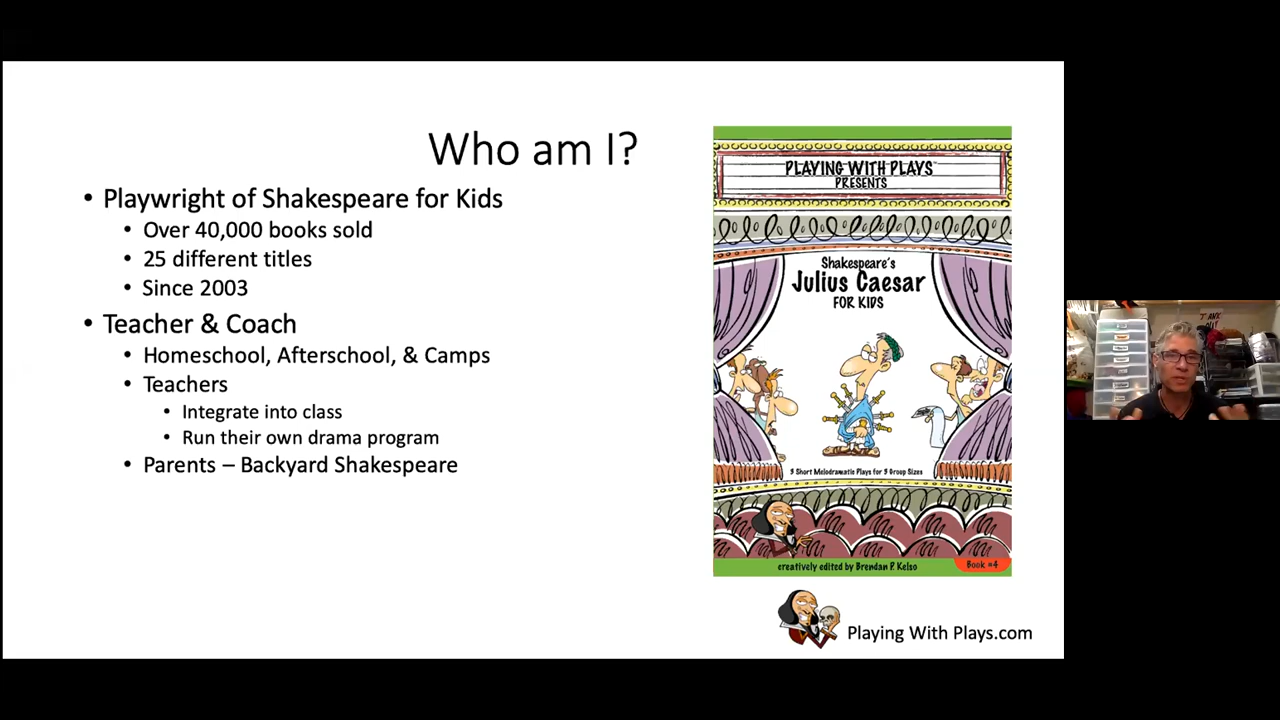 Who am I?
• Playwright of Shakespeare for Kids
• Over 40,000 books sold
• 25 different titles
• Since 2003
• Teacher & Coach
• Homeschool, Afterschool, & Camps
• Teachers
• Integrate into class
• Run their own drama program
• Parents – Backyard Shakespeare
PLAYING WITH PLAYS™
PRESENTS
Shakespeare's
Julius Caesar
FOR KIDS
3 Short Melodramatic Plays for 3 Group Sizes
creatively edited by Brendan P. Kelso
Book #4
Playing With Plays.com